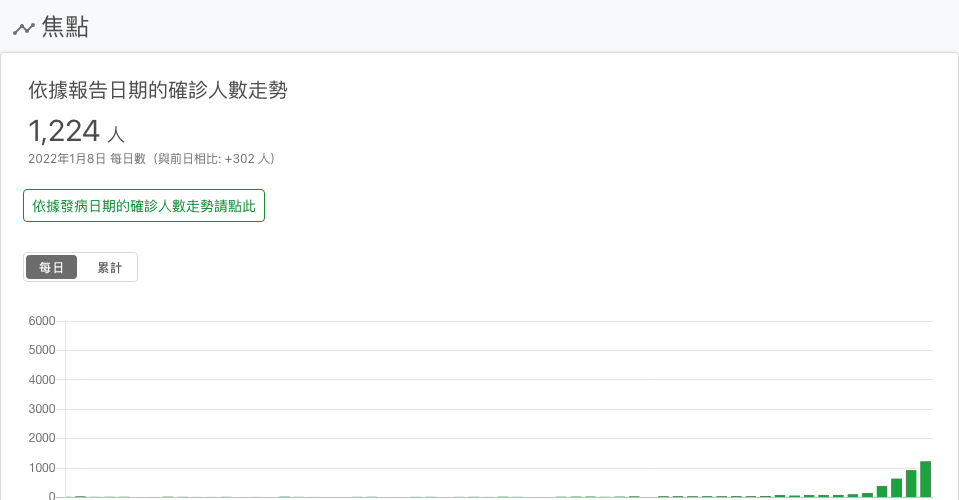 焦點
依據報告日期的確診人數走勢
1,224 人
2022年1月8日 每日數（與前日相比: +302 人）
依據發病日期的確診人數走勢請點此
每日 累計
6000
5000
4000
3000
2000
1000
0